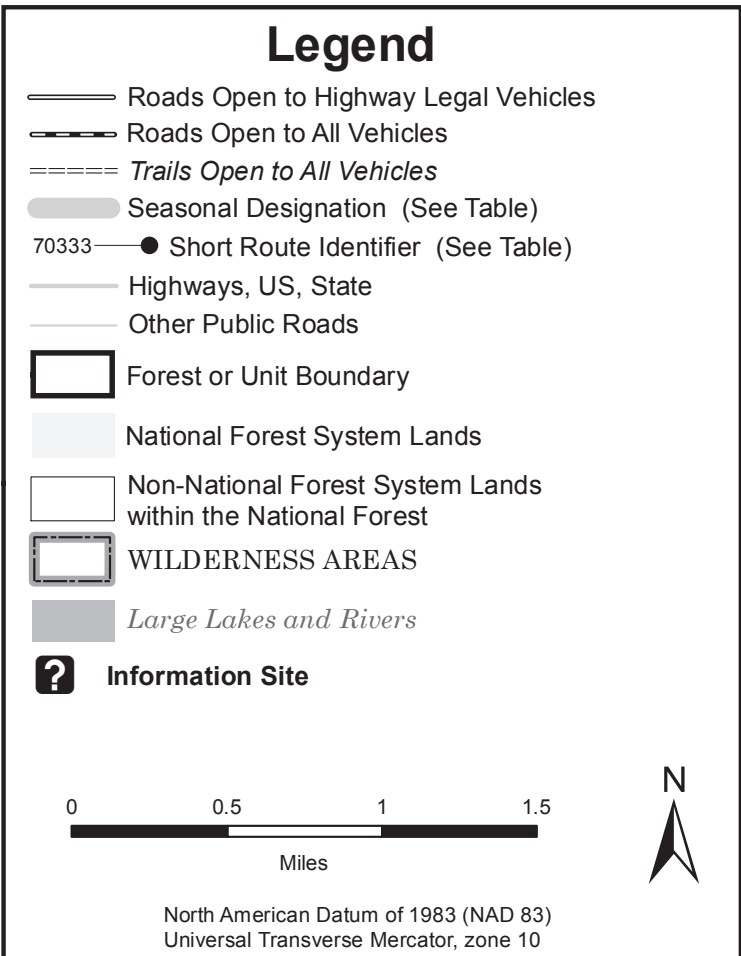 Legend
Roads Open to Highway Legal Vehicles
Roads Open to All Vehicles
Trails Open to All Vehicles
Seasonal Designation (See Table)
70333 Short Route Identifier (See Table)
Highways, US, State
Other Public Roads
Forest or Unit Boundary
National Forest System Lands
Non-National Forest System Lands
within the National Forest
WILDERNESS AREAS
Large Lakes and Rivers
? Information Site
N
0 0.5 1 1.5
Miles
North American Datum of 1983 (NAD 83)
Universal Transverse Mercator, zone 10